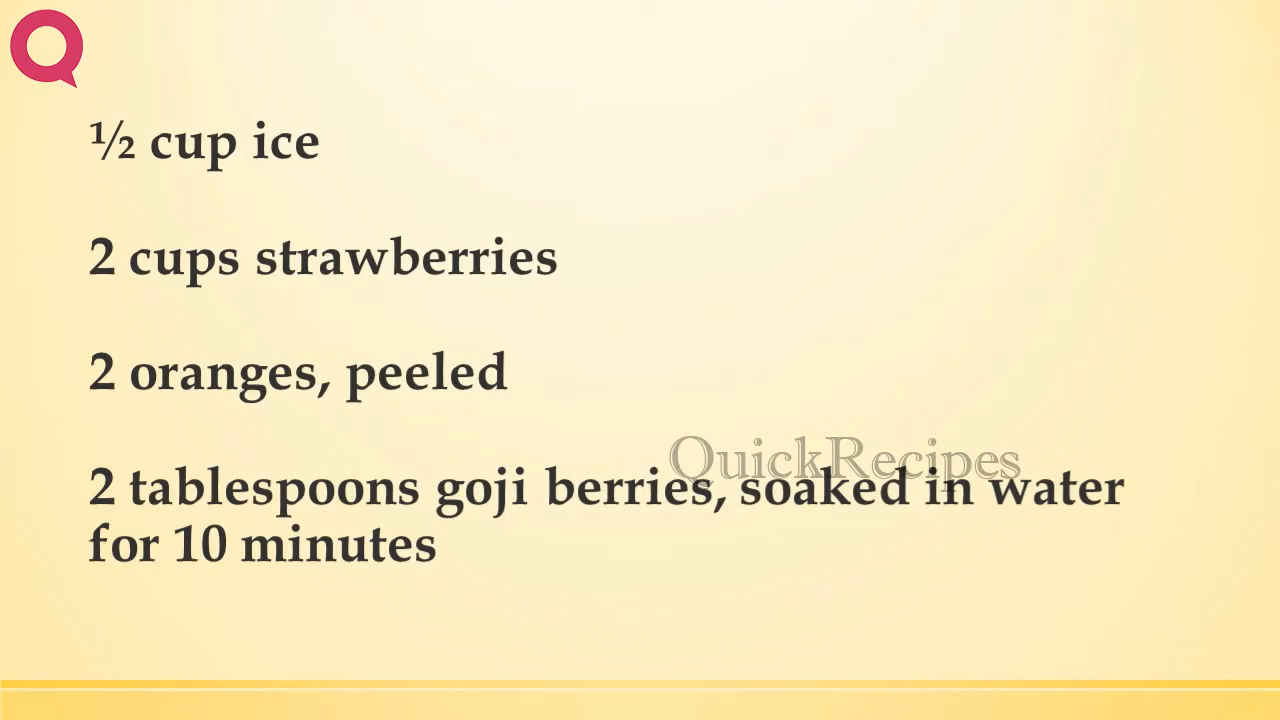 ½ cup ice
2 cups strawberries
2 oranges, peeled
QuickRecipes
2 tablespoons goji berries, soaked in water
for 10 minutes